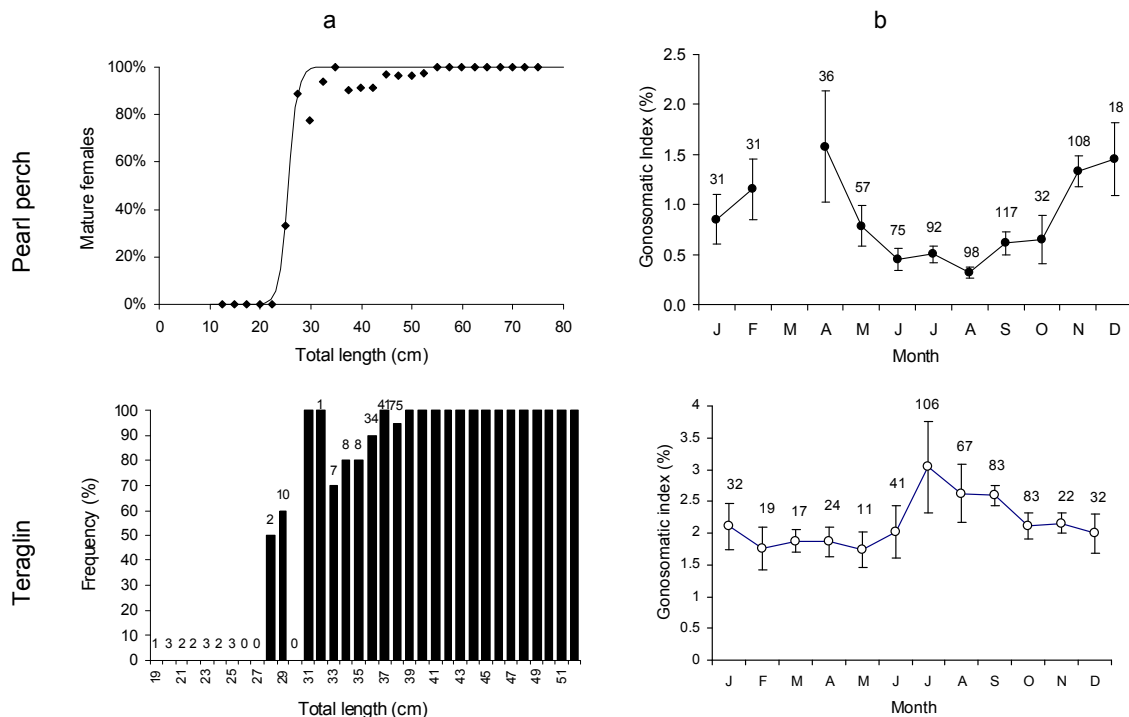 a
b
Pearl perch
Mature females
100%
80%
60%
40%
20%
0%
0 10 20 30 40 50 60 70 80
Total length (cm)
Gonosomatic Index (%)
2.5
2.0
1.5
1.0
0.5
0.0
31 31 36 57 75 92 98 117 32 108 18
J F M A M J J A S O N D
Month
Teraglin
Frequency (%)
100
90
80
70
60
50
40
30
20
10
0
1 3 2 2 3 2 3 0 0 2 10 0 1 7 8 8 34 41 75
19 21 23 25 27 29 31 33 35 37 39 41 43 45 47 49 51
Total length (cm)
Gonosomatic index (%)
4
3.5
3
2.5
2
1.5
1
0.5
0
32 19 17 24 11 41 106 67 83 83 22 32
J F M A M J J A S O N D
Month